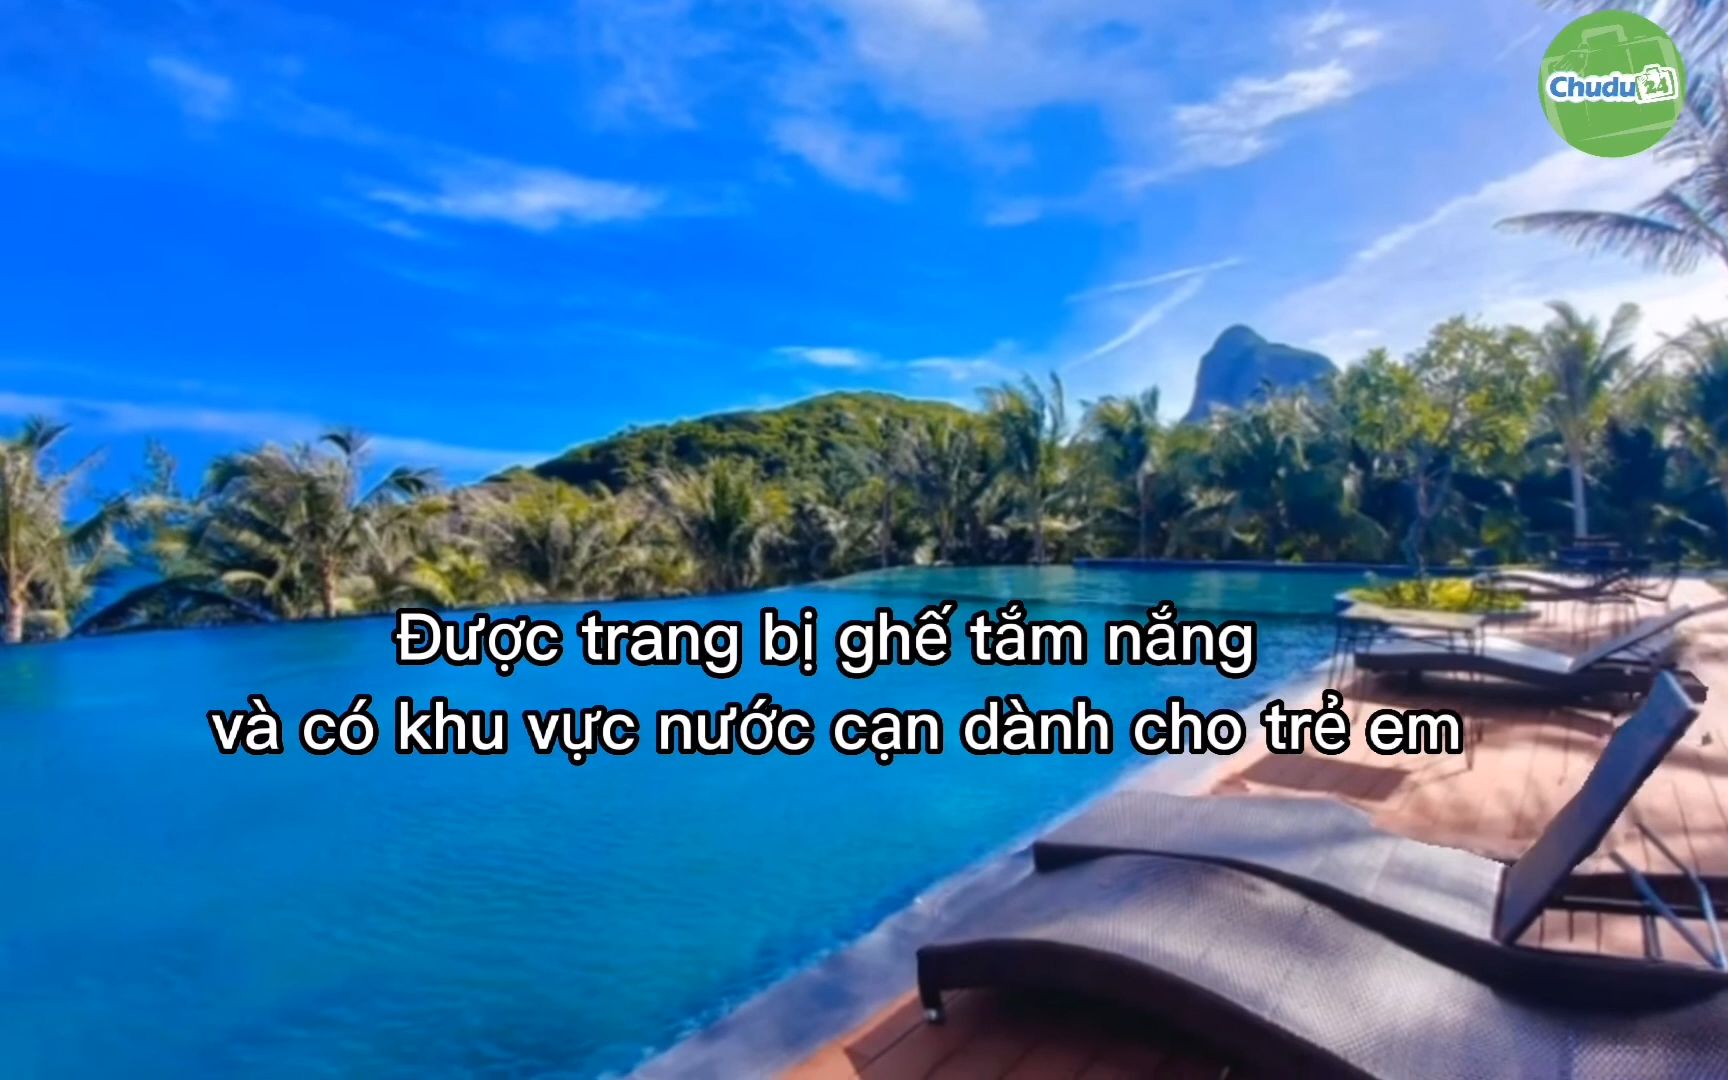 Chudu24
Được trang bị ghế tắm nắng
và có khu vực nước cạn dành cho trẻ em